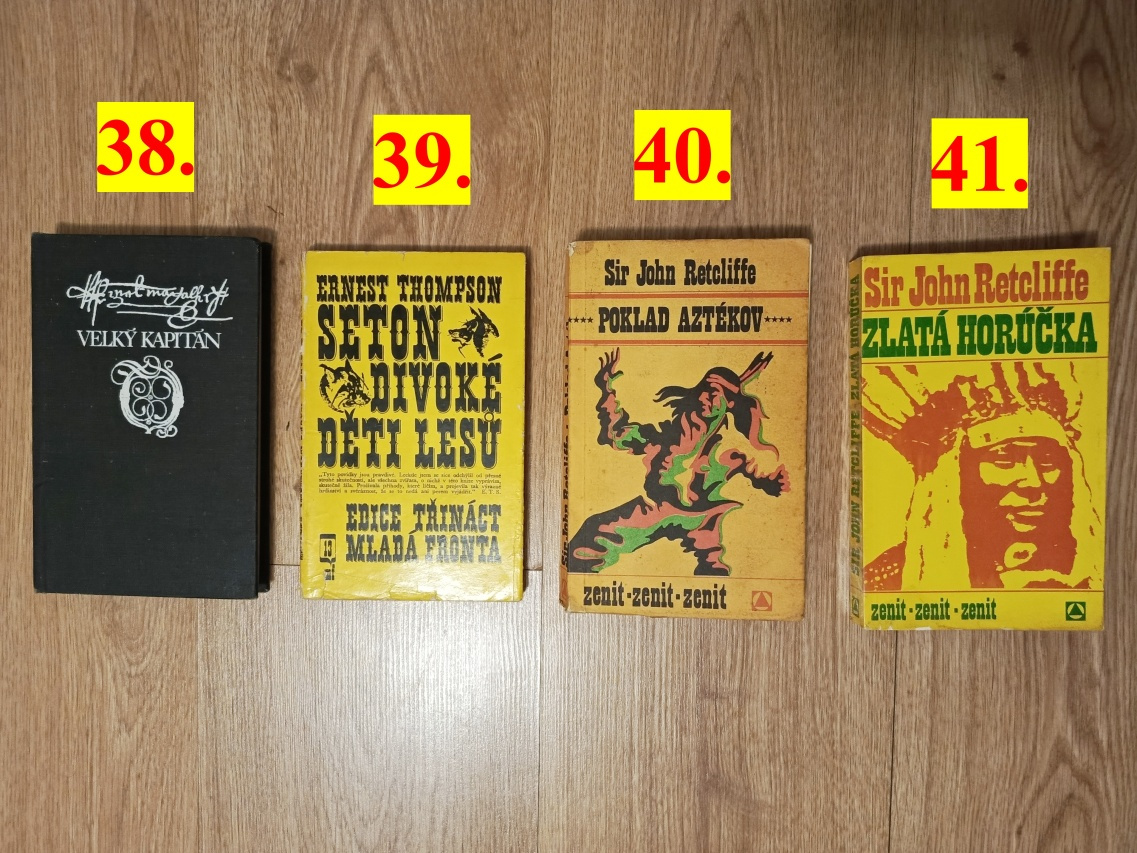 38.
39.
40.
41.
VELKÝ KAPITÁN
ERNEST THOMPSON
SETON
DIVOKÉ
DĚTI LESŮ
EDICE TŘINÁCT
MLADÁ FRONTA
13
Sir John Retcliffe
****POKLAD AZTÉKOV****
zenit-zenit-zenit
Sir John Retcliffe
ZLATÁ HORÚČKA
zenit-zenit-zenit
SIR JOHN RETCLIFFE ZLATÁ HORÚČKA